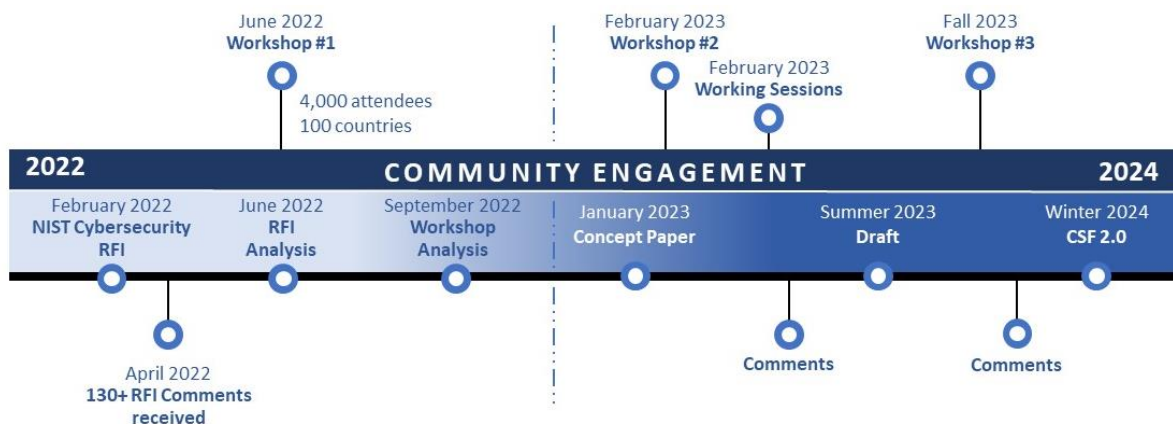 June 2022
Workshop #1
4,000 attendees
100 countries
February 2023
Workshop #2
February 2023
Working Sessions
Fall 2023
Workshop #3
2022
COMMUNITY ENGAGEMENT
2024
February 2022
NIST Cybersecurity
RFI
June 2022
RFI
Analysis
September 2022
Workshop
Analysis
January 2023
Concept Paper
Summer 2023
Draft
Winter 2024
CSF 2.0
April 2022
130+ RFI Comments
received
Comments
Comments